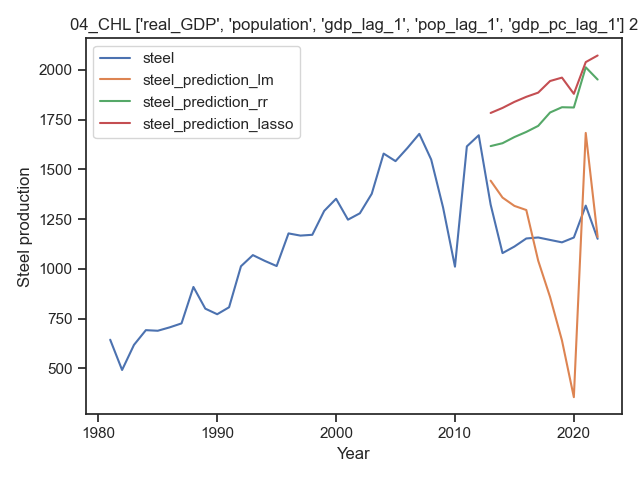 04_CHL ['real_GDP', 'population', 'gdp_lag_1', 'pop_lag_1', 'gdp_pc_lag_1'] 2
steel
steel_prediction_lm
steel_prediction_rr
steel_prediction_lasso
Steel production
2000
1750
1500
1250
1000
750
500
1980
1990
2000
2010
2020
Year